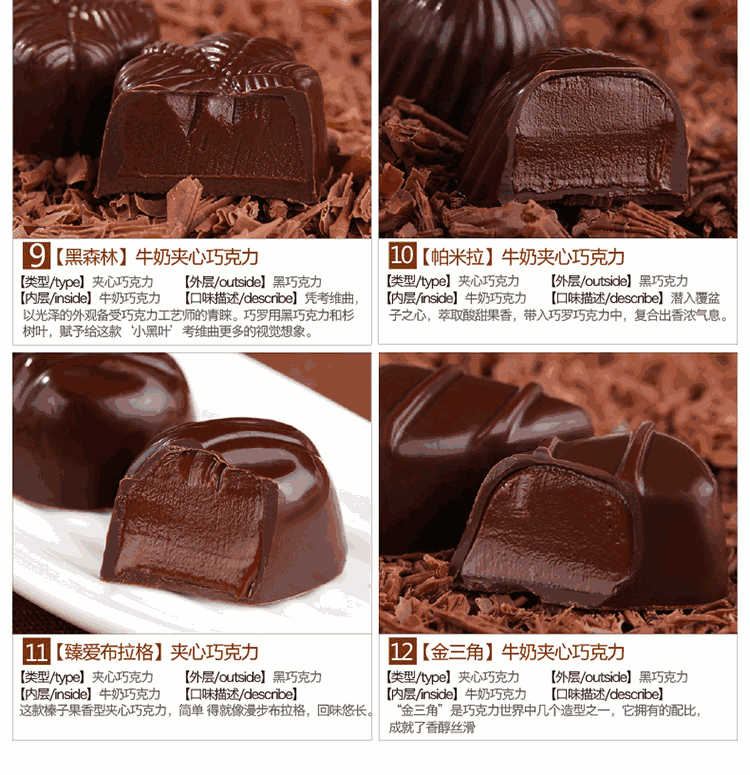 9【黑森林】牛奶夹心巧克力
【类型/type】夹心巧克力 【外层/outside】黑巧克力
【内层/inside】牛奶巧克力 【口味描述/describe】凭考维曲，
以光泽的外观备受巧克力工艺师的青睐。巧罗用黑巧克力和杉
树叶，赋予给这款‘小黑叶’考维曲更多的视觉想象。
10【帕米拉】牛奶夹心巧克力
【类型/type】夹心巧克力 【外层/outside】黑巧克力
【内层/inside】牛奶巧克力 【口味描述/describe】潜入覆盆
子之心，萃取酸甜果香，带入巧罗巧克力中，复合出香浓气息。
11【臻爱布拉格】夹心巧克力
【类型/type】夹心巧克力 【外层/outside】黑巧克力
【内层/inside】牛奶巧克力 【口味描述/describe】
这款榛子果香型夹心巧克力，简单 得就像漫步布拉格，回味悠长。
12【金三角】牛奶夹心巧克力
【类型/type】夹心巧克力 【外层/outside】黑巧克力
【内层/inside】牛奶巧克力 【口味描述/describe】
“金三角”是巧克力世界中几个造型之一，它拥有的配比，
成就了香醇丝滑